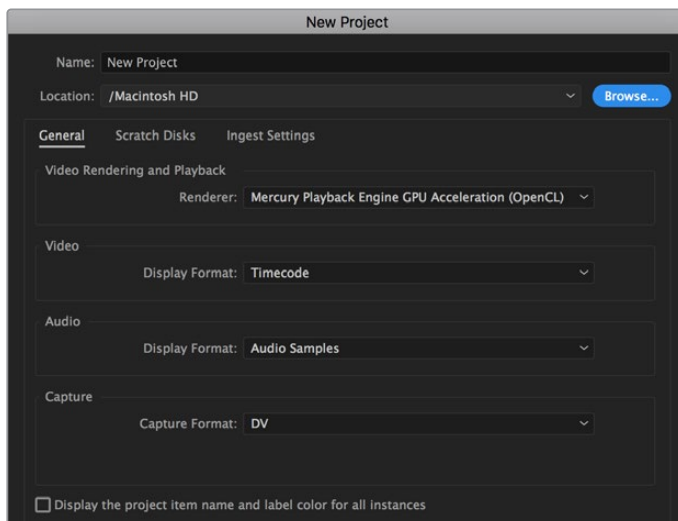 New Project
Name: New Project
Location: /Macintosh HD Browse...
General Scratch Disks Ingest Settings
Video Rendering and Playback
Renderer: Mercury Playback Engine GPU Acceleration (OpenCL)
Video
Display Format: Timecode
Audio
Display Format: Audio Samples
Capture
Capture Format: DV
Display the project item name and label color for all instances